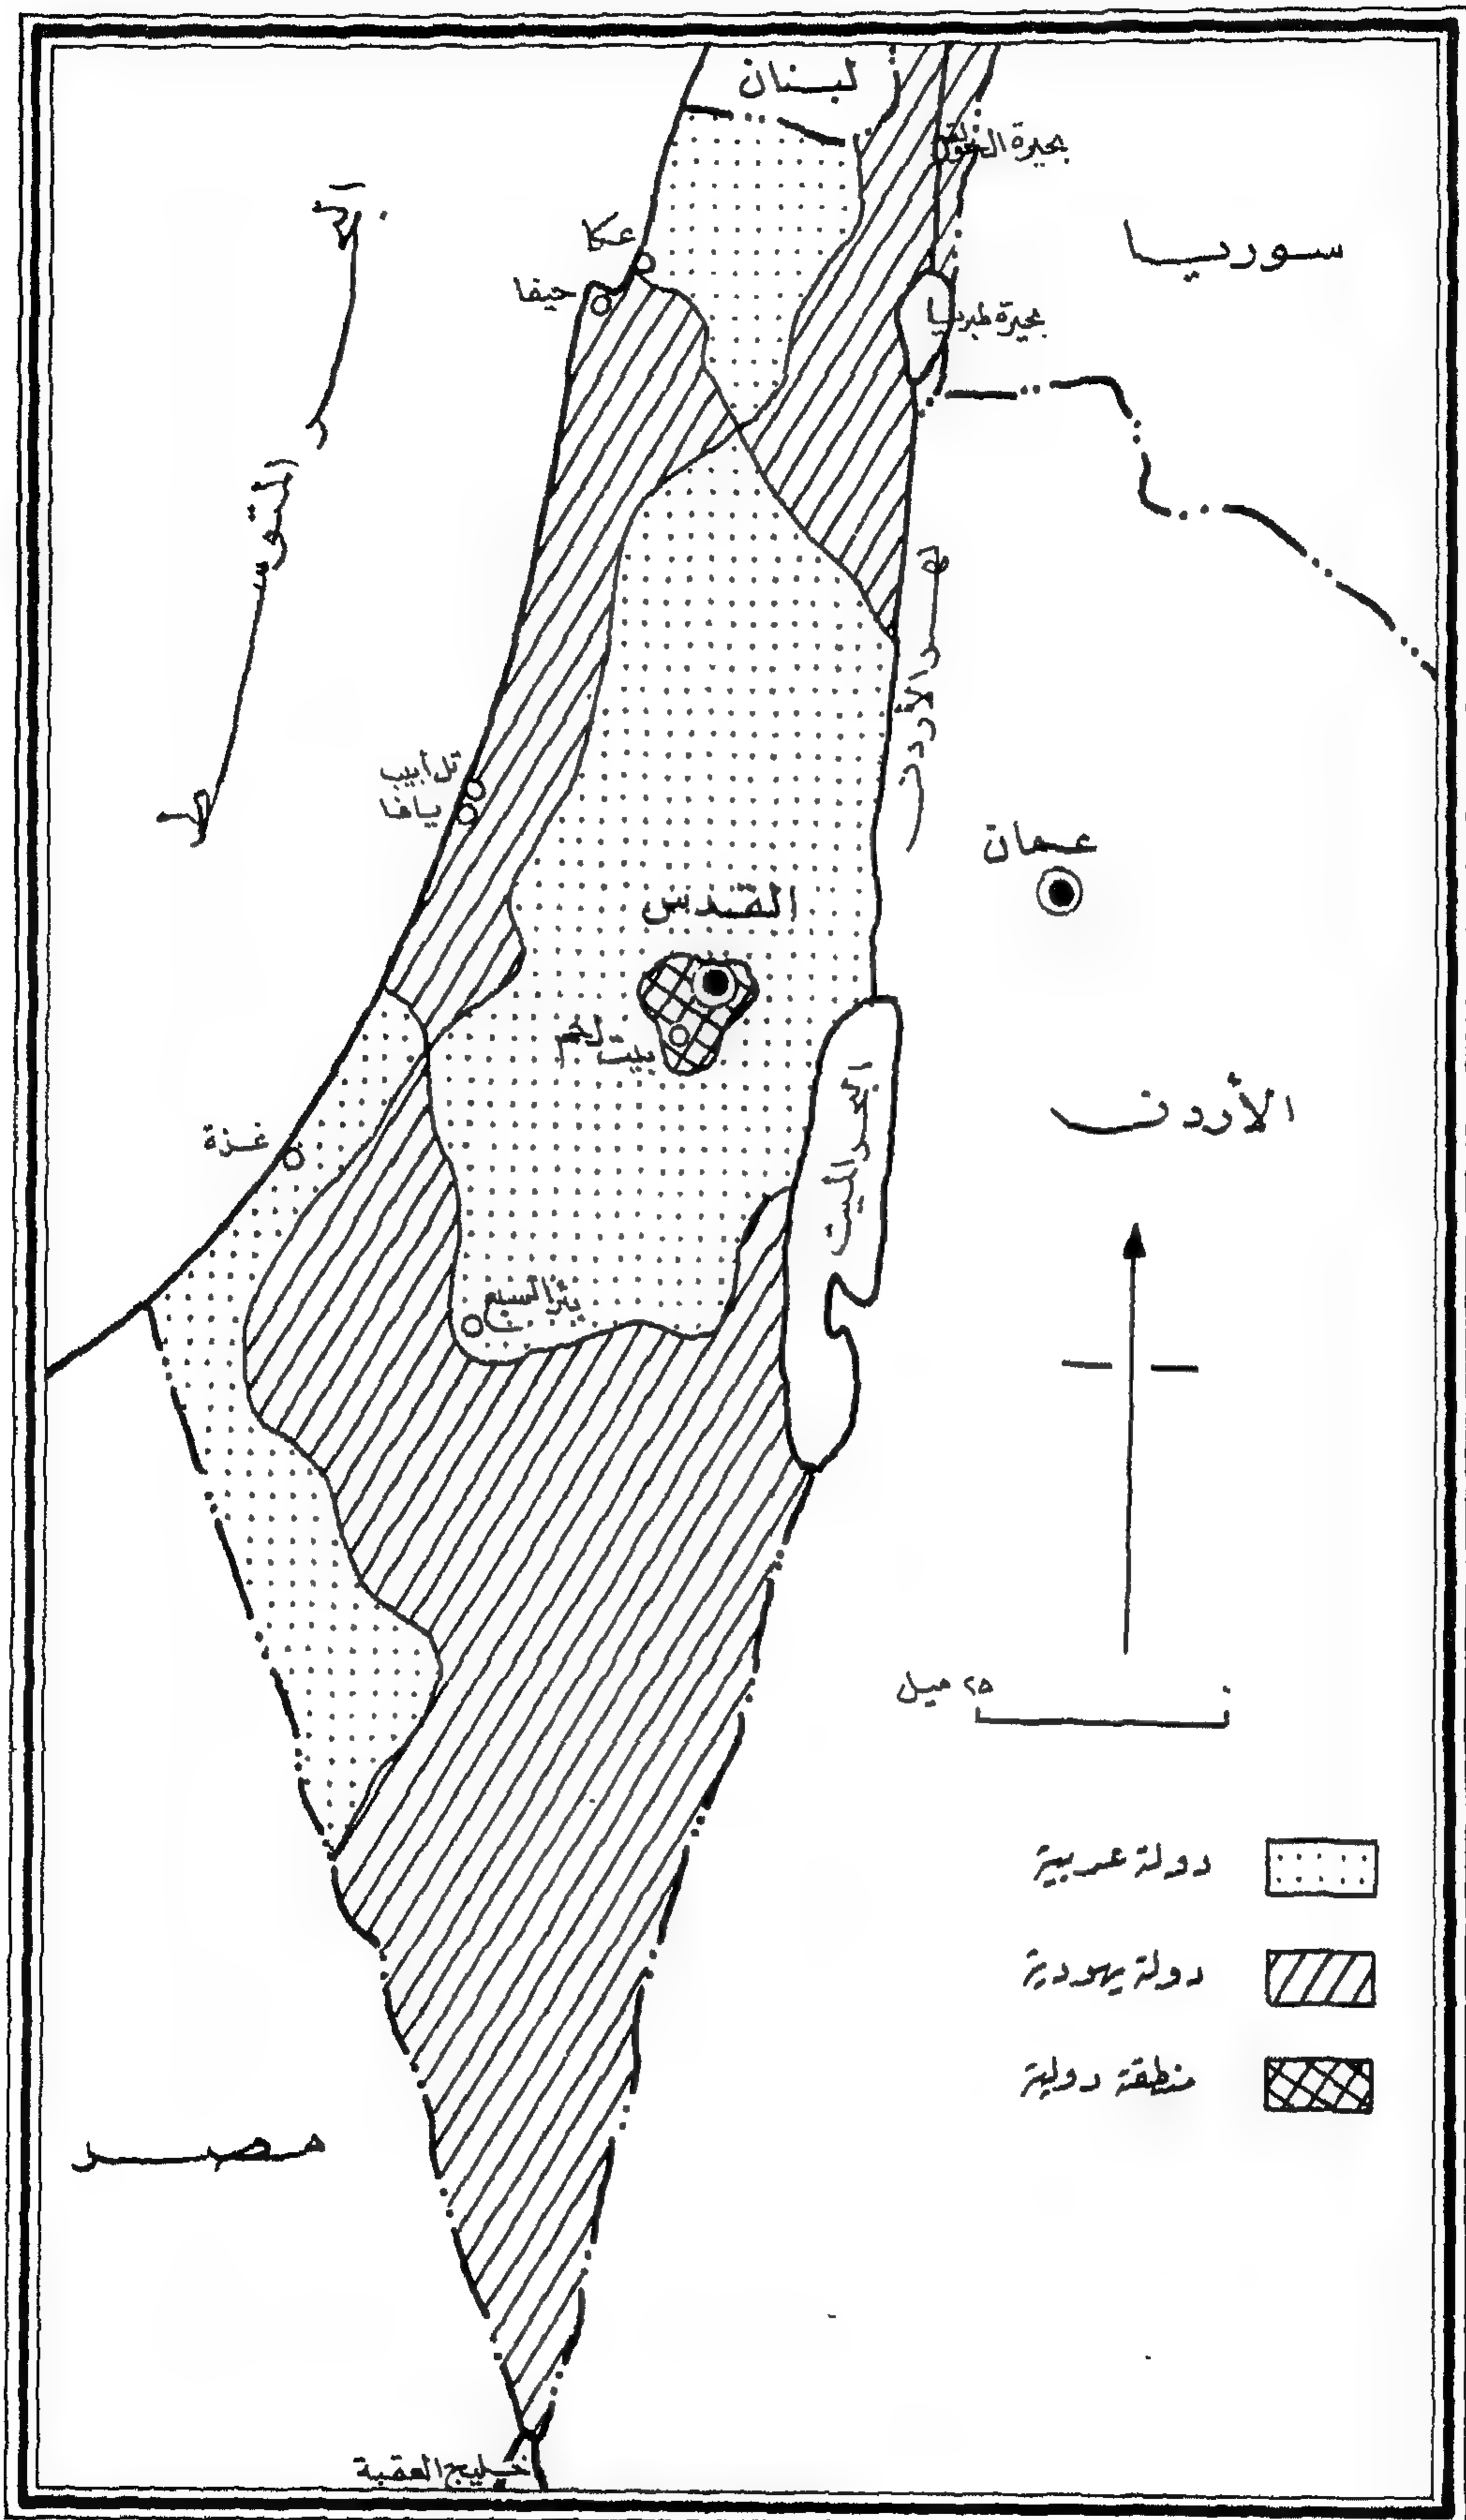 لبنان
بحيرة الحولة
سوريا
عكا
حيفا
بحيرة طبريا
البحر المتوسط
نهر الأردن
تل أبيب
يافا
عمان
القدس
بيت لحم
البحر الميت
الأردن
غزة
بئر السبع
٢٥ ميل
٠
دولة عربية
دولة يهودية
منطقة دولية
مصر
خليج العقبة